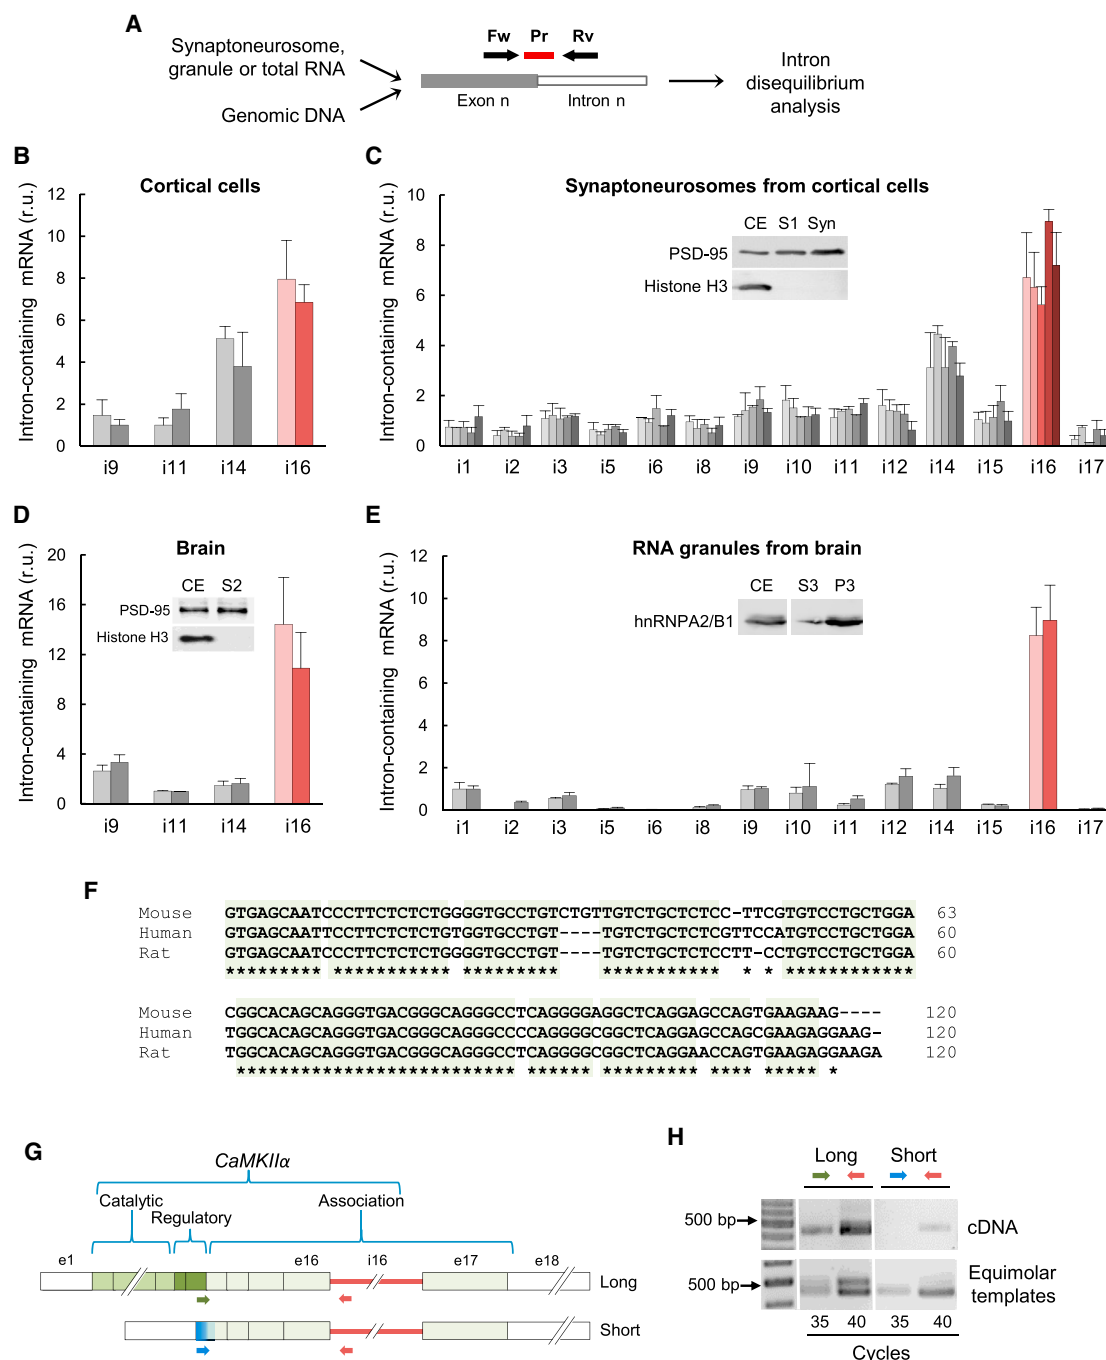 A
Synaptoneurosome,
granule or total RNA
Genomic DNA
Fw Pr Rv
Exon n Intron n
Intron
disequilibrium
analysis
B
Cortical cells
Intron-containing mRNA (r.u.)
12
10
8
6
4
2
0
i9 i11 i14 i16
C
Synaptoneurosomes from cortical cells
Intron-containing mRNA (r.u.)
10
8
6
4
2
0
CE S1 Syn
PSD-95
Histone H3
i1 i2 i3 i5 i6 i8 i9 i10 i11 i12 i14 i15 i16 i17
D
Brain
Intron-containing mRNA (r.u.)
20
16
12
8
4
0
CE S2
PSD-95
Histone H3
i9 i11 i14 i16
E
RNA granules from brain
Intron-containing mRNA (r.u.)
12
10
8
6
4
2
0
CE S3 P3
hnRNPA2/B1
i1 i2 i3 i5 i6 i8 i9 i10 i11 i12 i14 i15 i16 i17
F
Mouse GTGAGCAATCCCTTCTCTCTGGGGTGCCTGTCTGTTGTCTGCTCTCC-TTCGTGTCCTGCTGGA 63
Human GTGAGCAATTCCTTCTCTCTGTGGTGCCTGT----TGTCTGCTCTCGTTCCATGTCCTGCTGGA 60
Rat GTGAGCAATCCCTTCTCTCTGGGGTGCCTGT----TGTCTGCTCTCCTT-CCTGTCCTGCTGGA 60
********* *********** ********* ********** * * ************
Mouse CGGCACAGCAGGGTGACGGGCAGGGCCTCAGGGGAGGCTCAGGAGCCAGTGAAGAAG---- 120
Human TGGCACAGCAGGGTGACGGGCAGGGCCCCAGGGGCGGCTCAGGAGCCAGCGAAGAGGAAG- 120
Rat TGGCACAGCAGGGTGACGGGCAGGGCCTCAGGGGCGGCTCAGGAACCAGTGAAGAGGAAGA 120
************************** ****** ********* **** ***** *
G
CaMKIIα
Catalytic
Regulatory
Association
e1 e16 i16 e17 e18
Long
Short
H
Long Short
500 bp
cDNA
500 bp
Equimolar
templates
35 40 35 40
Cycles